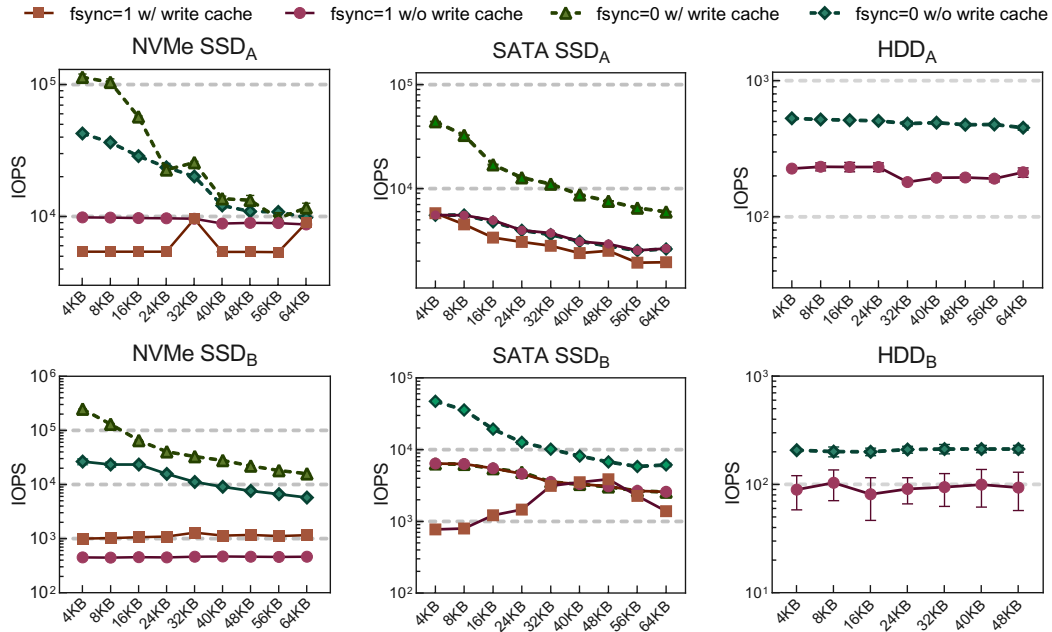 fsync=1 w/ write cache fsync=1 w/o write cache fsync=0 w/ write cache fsync=0 w/o write cache
NVMe SSD_A
IOPS
10^5
10^4
4KB 8KB 16KB 24KB 32KB 40KB 48KB 56KB 64KB
SATA SSD_A
IOPS
10^5
10^4
4KB 8KB 16KB 24KB 32KB 40KB 48KB 56KB 64KB
HDD_A
IOPS
10^3
10^2
4KB 8KB 16KB 24KB 32KB 40KB 48KB 56KB 64KB
NVMe SSD_B
IOPS
10^6
10^5
10^4
10^3
10^2
4KB 8KB 16KB 24KB 32KB 40KB 48KB 56KB 64KB
SATA SSD_B
IOPS
10^5
10^4
10^3
10^2
4KB 8KB 16KB 24KB 32KB 40KB 48KB 56KB 64KB
HDD_B
IOPS
10^3
10^2
10^1
4KB 8KB 16KB 24KB 32KB 40KB 48KB